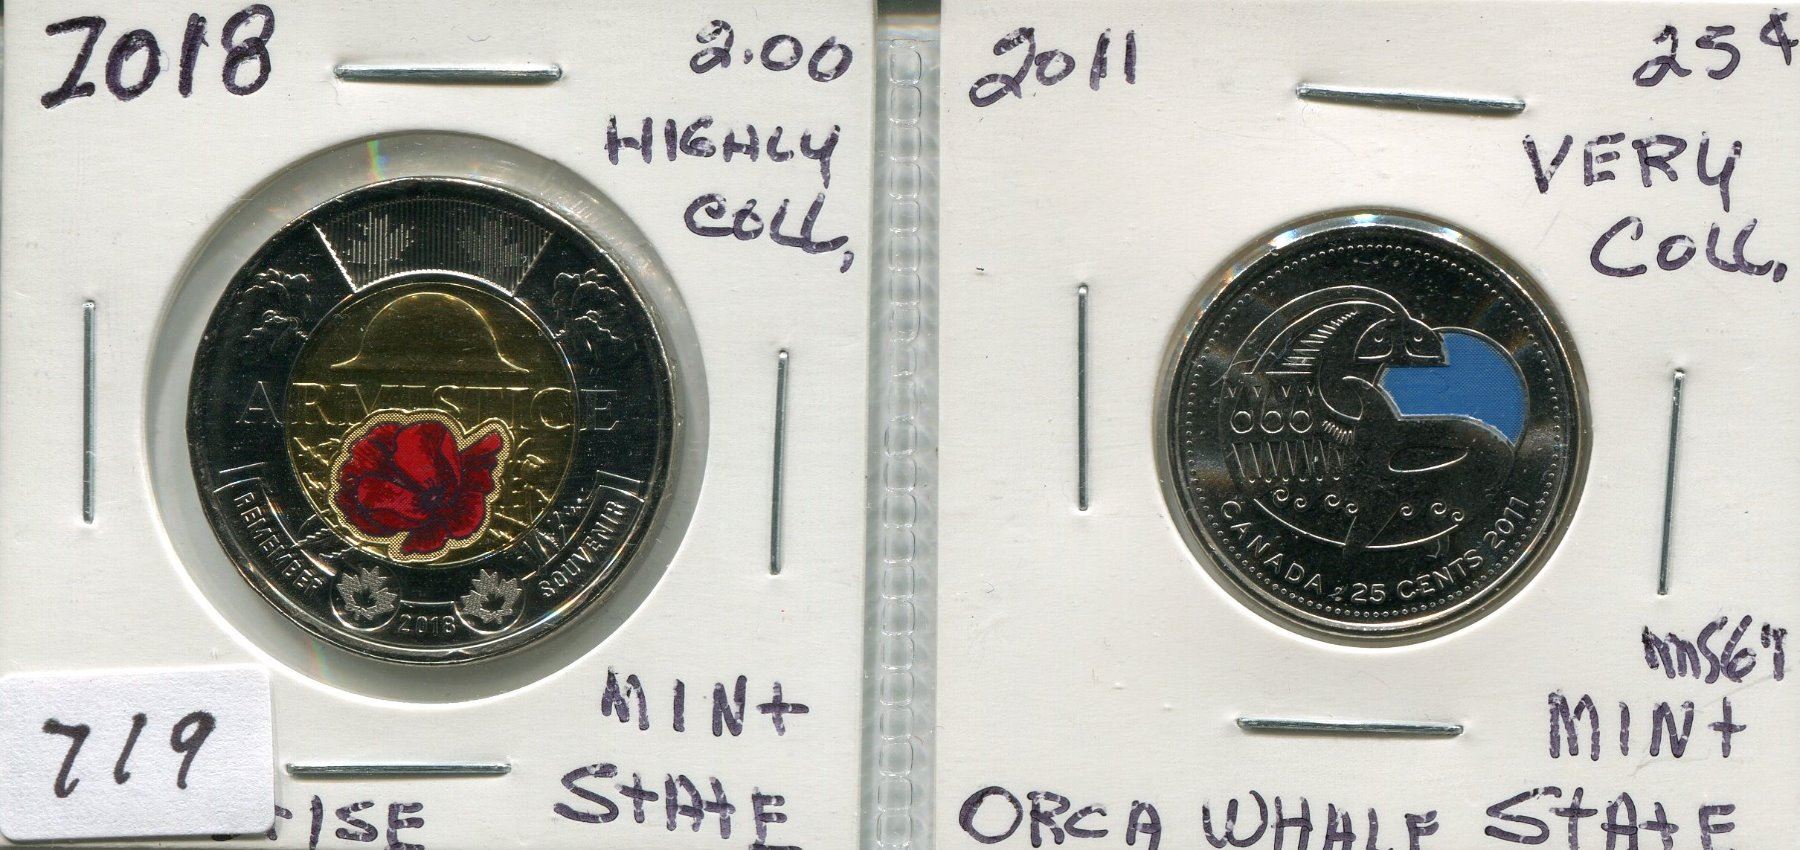 2018
2.00
HIGHLY
COLL,
ARMISTICE
REMEMBER
SOUVENIR
2018
MINt
719
StAtE
2011
25¢
VERY
COLL.
CANADA 25 CENTS 2011
MINt
ORCA WHALE StAtE